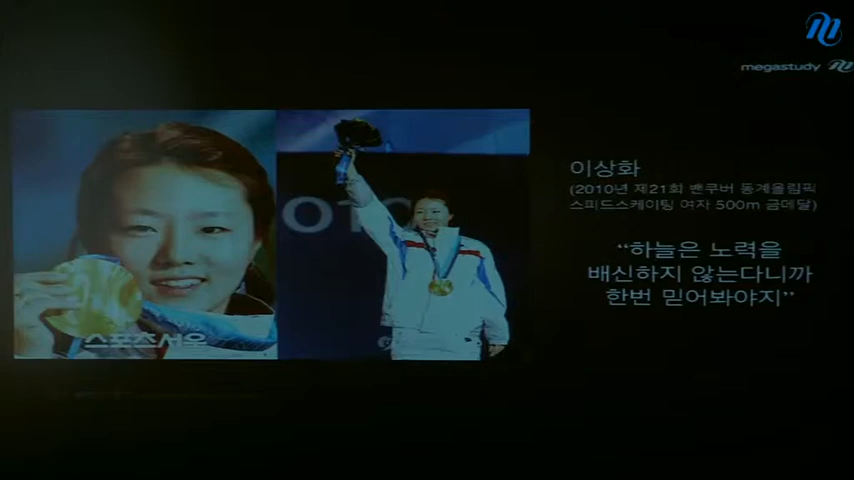 megastudy
이상화
(2010년 제21회 밴쿠버 동계올림픽
스피드스케이팅 여자 500m 금메달)
“하늘은 노력을
배신하지 않는다니까
한번 믿어봐야지”
010
스포츠서울